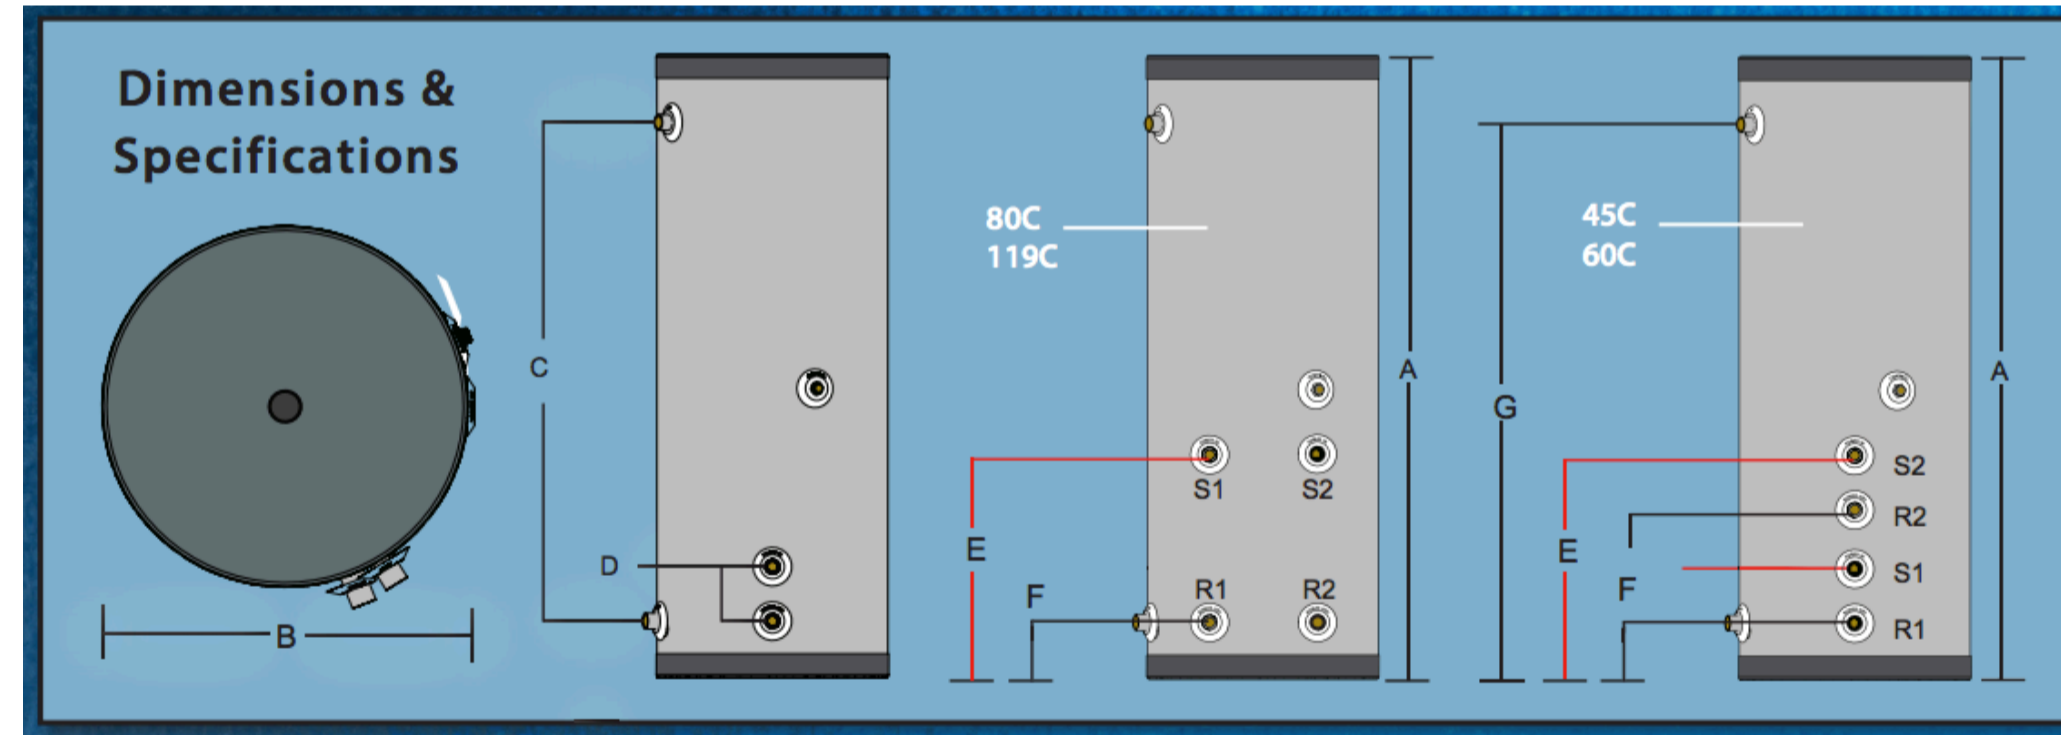 Dimensions &
Specifications
B
C
D
80C
119C
S1
S2
E
R1
R2
F
A
45C
60C
G
S2
R2
E
S1
F
R1
A